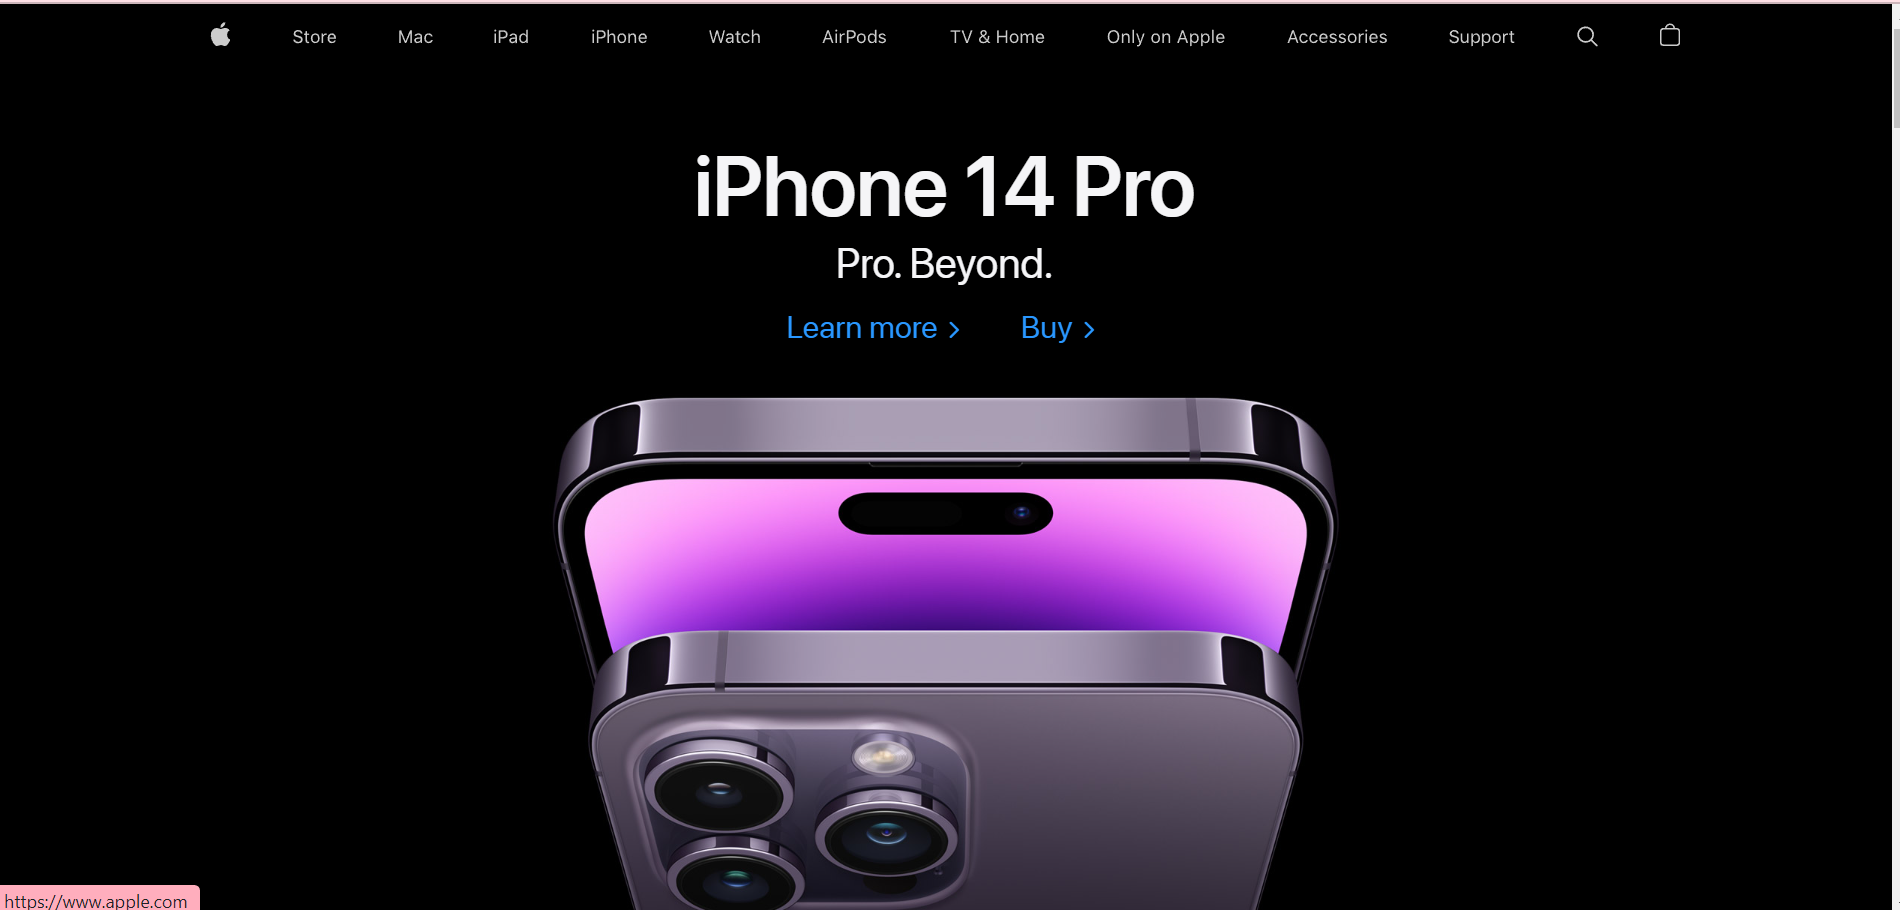 Store Mac iPad iPhone Watch AirPods TV & Home Only on Apple Accessories Support
iPhone 14 Pro
Pro. Beyond.
Learn more > Buy >
https://www.apple.com